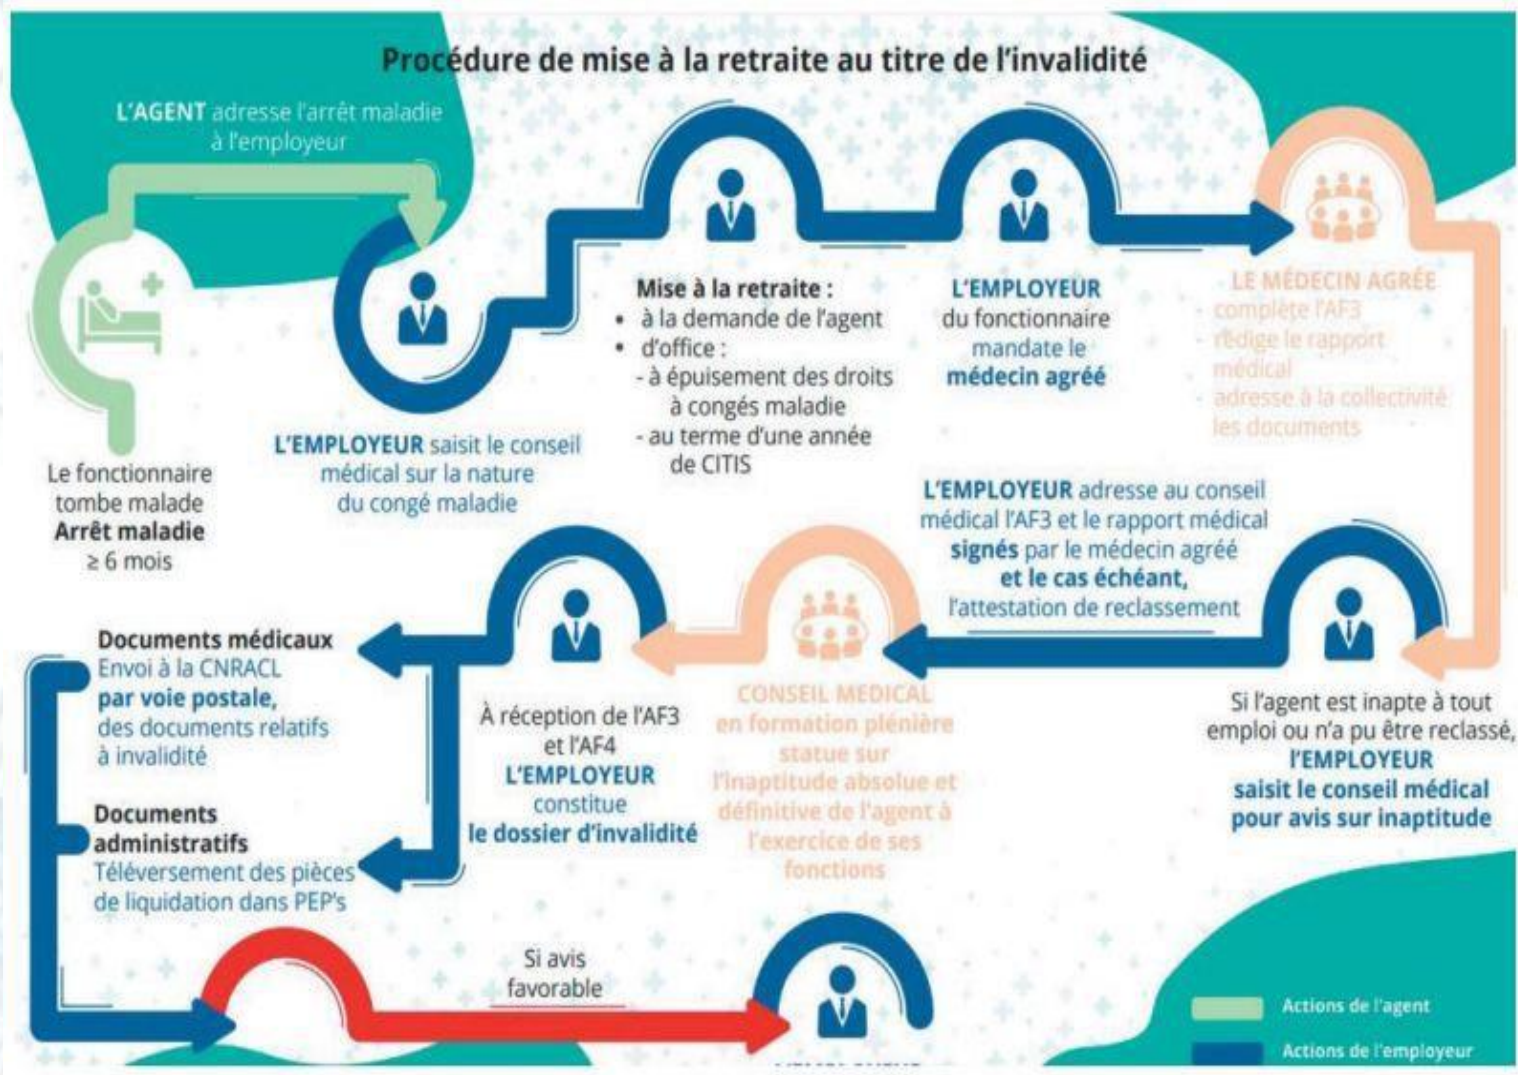 Procédure de mise à la retraite au titre de l'invalidité
L'AGENT adresse l'arrêt maladie
à l'employeur
Le fonctionnaire
tombe malade
Arrêt maladie
≥ 6 mois
L'EMPLOYEUR saisit le conseil
médical sur la nature
du congé maladie
Mise à la retraite :
• à la demande de l'agent
• d'office :
- à épuisement des droits
à congés maladie
- au terme d'une année
de CITIS
L'EMPLOYEUR
du fonctionnaire
mandate le
médecin agréé
LE MÉDECIN AGRÉE
- complète l'AF3
- rédige le rapport
médical
- adresse à la collectivité
les documents
Si l'agent est inapte à tout
emploi ou n'a pu être reclassé,
l'EMPLOYEUR
saisit le conseil médical
pour avis sur inaptitude
L'EMPLOYEUR adresse au conseil
médical l'AF3 et le rapport médical
signés par le médecin agréé
et le cas échéant,
l'attestation de reclassement
CONSEIL MEDICAL
en formation plénière
statue sur
l'inaptitude absolue et
définitive de l'agent à
l'exercice de ses
fonctions
À réception de l'AF3
et l'AF4
L'EMPLOYEUR
constitue
le dossier d'invalidité
Documents médicaux
Envoi à la CNRACL
par voie postale,
des documents relatifs
à invalidité
Documents
administratifs
Téléversement des pièces
de liquidation dans PEP's
Si avis
favorable
Actions de l'agent
Actions de l'employeur